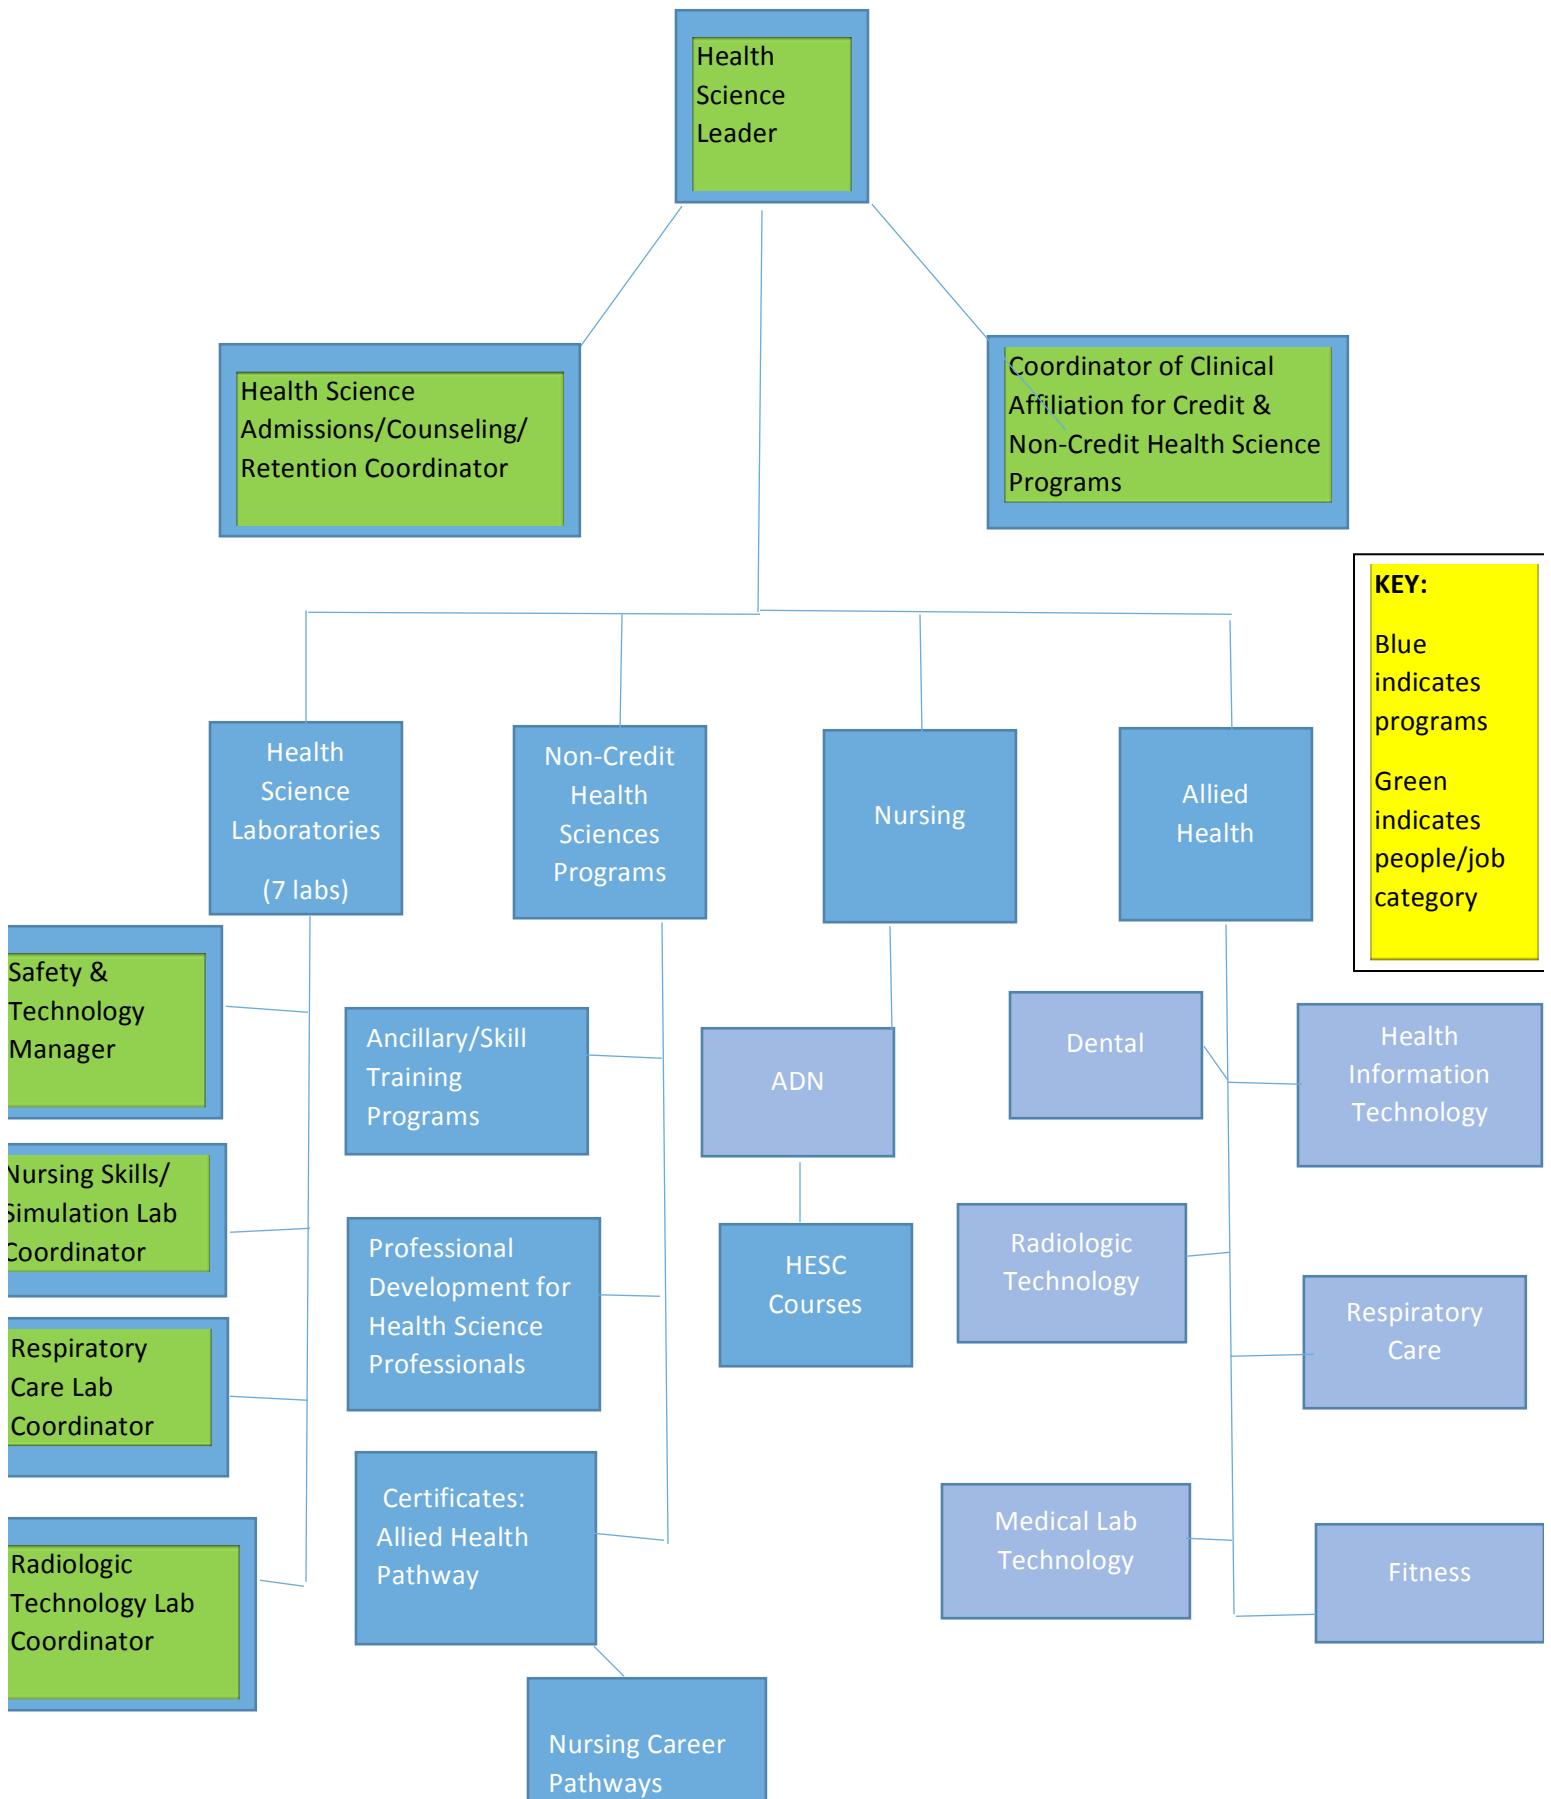 Health
Science
Leader
Health Science
Admissions/Counseling/
Retention Coordinator
Coordinator of Clinical
Affiliation for Credit &
Non-Credit Health Science
Programs
KEY:
Blue
indicates
programs
Green
indicates
people/job
category
Health
Science
Laboratories
(7 labs)
Non-Credit
Health
Sciences
Programs
Nursing
Allied
Health
Safety &
Technology
Manager
Nursing Skills/
Simulation Lab
Coordinator
Respiratory
Care Lab
Coordinator
Radiologic
Technology Lab
Coordinator
Ancillary/Skill
Training
Programs
Professional
Development for
Health Science
Professionals
Certificates:
Allied Health
Pathway
Nursing Career
Pathways
ADN
HESC
Courses
Dental
Health
Information
Technology
Radiologic
Technology
Respiratory
Care
Medical Lab
Technology
Fitness